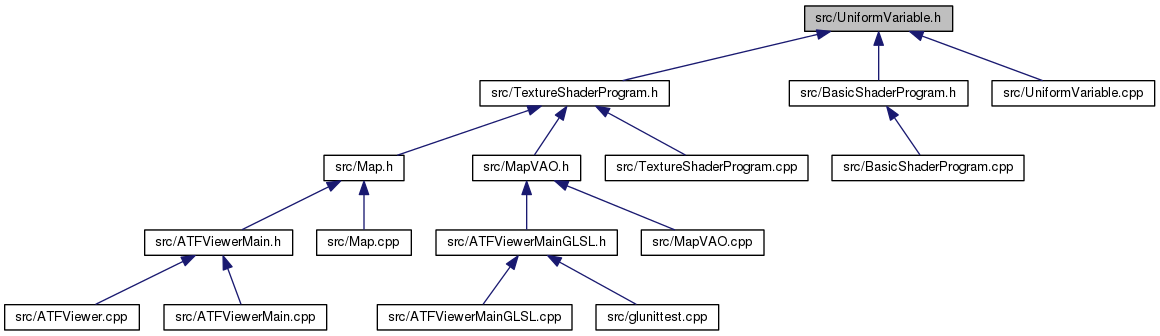 src/UniformVariable.h
src/TextureShaderProgram.h
src/BasicShaderProgram.h
src/UniformVariable.cpp
src/Map.h
src/MapVAO.h
src/TextureShaderProgram.cpp
src/BasicShaderProgram.cpp
src/ATFViewerMain.h
src/Map.cpp
src/ATFViewerMainGLSL.h
src/MapVAO.cpp
src/ATFViewer.cpp
src/ATFViewerMain.cpp
src/ATFViewerMainGLSL.cpp
src/glunittest.cpp